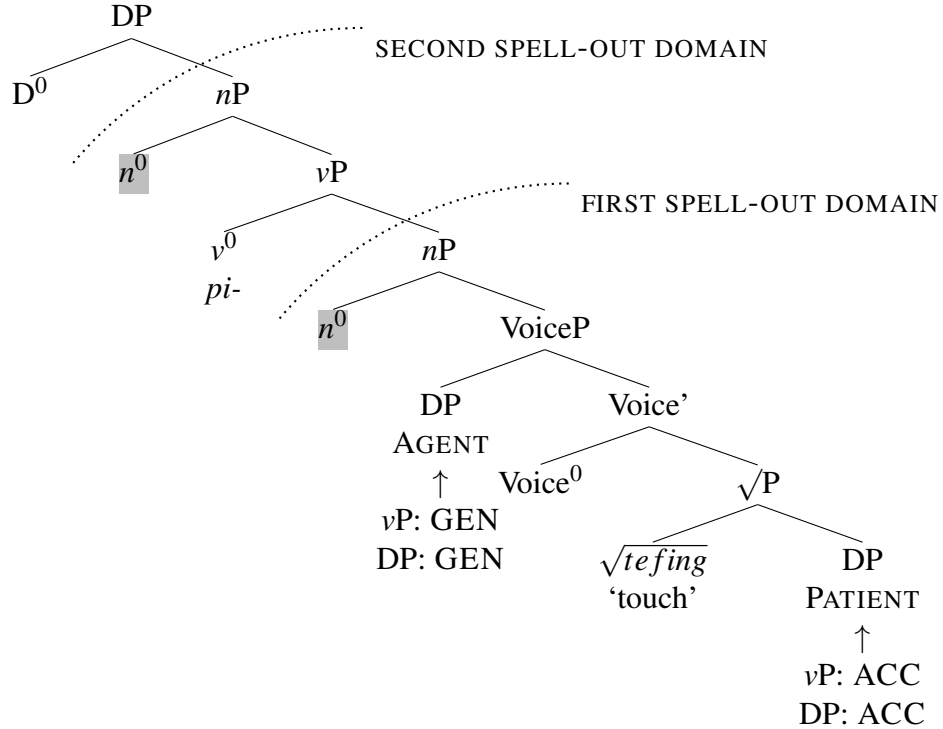 DP
SECOND SPELL-OUT DOMAIN
D⁰ nP
n⁰ vP
FIRST SPELL-OUT DOMAIN
v⁰ nP
pi-
n⁰ VoiceP
DP Voice’
AGENT
↑ Voice⁰ √P
vP: GEN
DP: GEN √tefing DP
‘touch’ PATIENT
↑
vP: ACC
DP: ACC